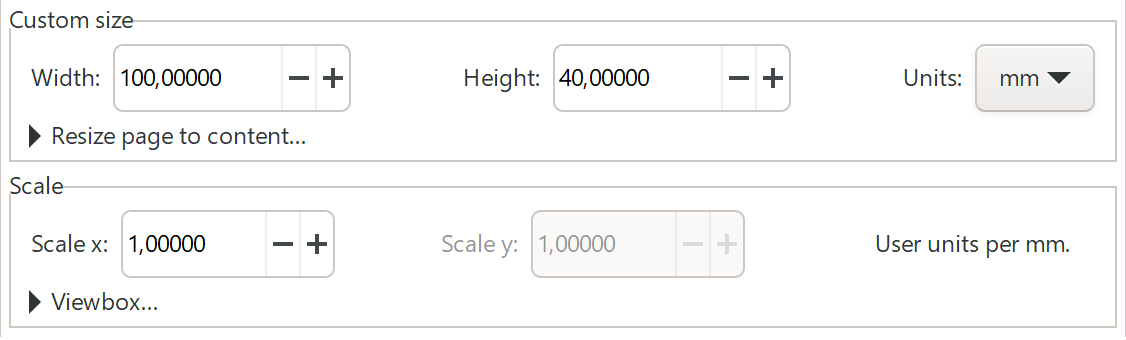 Custom size
Width: 100,00000 Height: 40,00000 Units: mm
Resize page to content...
Scale
Scale x: 1,00000 Scale y: 1,00000 User units per mm.
Viewbox...